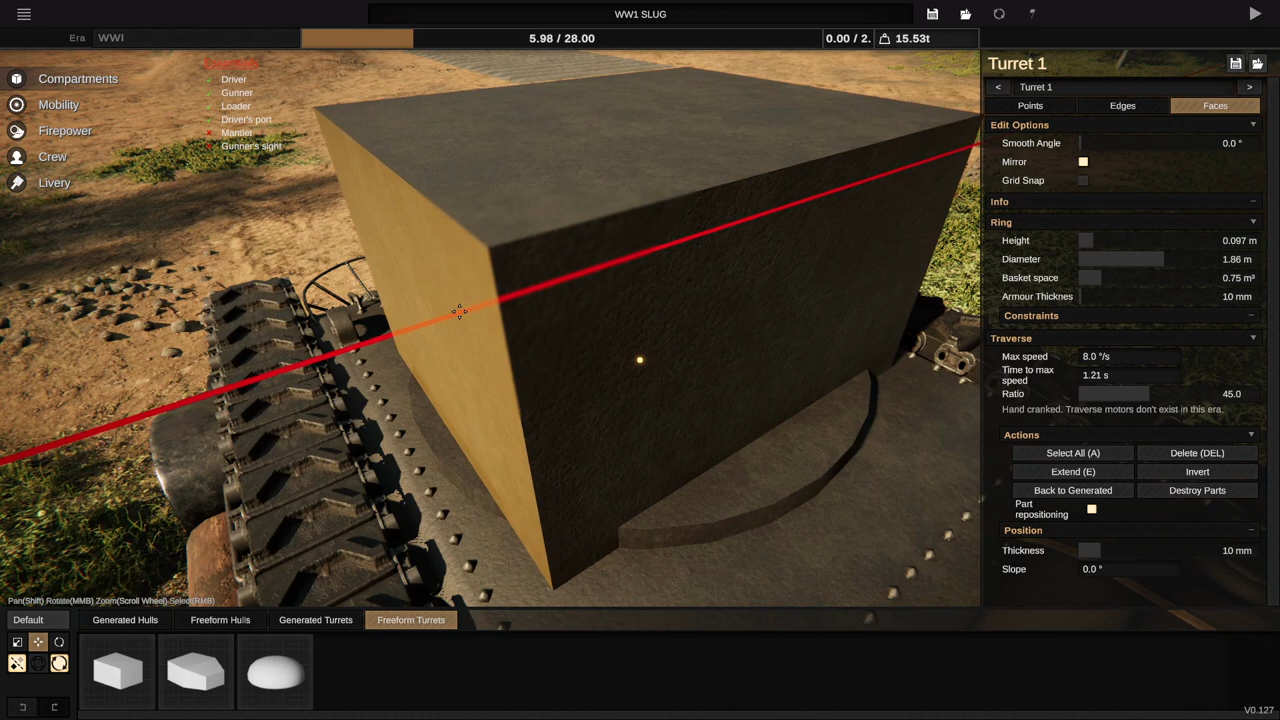 WW1 SLUG
Era WWI 5.98 / 28.00 0.00 / 2. 15.53t
Compartments
Mobility
Firepower
Crew
Livery
Driver
Gunner
Loader
Driver's port
Mantlet
Gunner's sight
Turret 1
< Turret 1 >
Points Edges Faces
Edit Options
Smooth Angle 0.0 °
Mirror
Grid Snap
Info
Ring
Height 0.097 m
Diameter 1.86 m
Basket space 0.75 m³
Armour Thicknes 10 mm
Constraints
Traverse
Max speed 8.0 °/s
Time to max speed 1.21 s
Ratio 45.0
Hand cranked. Traverse motors don't exist in this era.
Actions
Select All (A) Delete (DEL)
Extend (E) Invert
Back to Generated Destroy Parts
Part repositioning
Position
Thickness 10 mm
Slope 0.0 °
Pan(Shift) Rotate(MMB) Zoom(Scroll Wheel) Select(RMB)
Default Generated Hulls Freeform Hulls Generated Turrets Freeform Turrets
V0.127